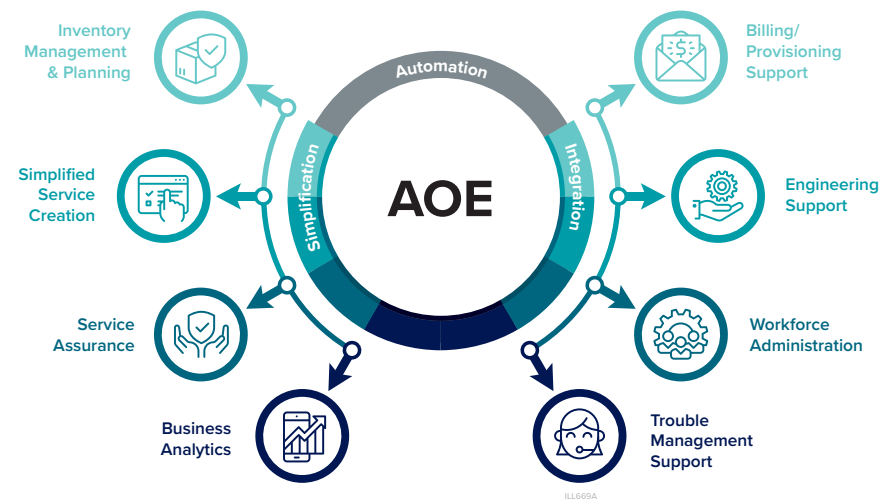 Inventory
Management
& Planning
Billing/
Provisioning
Support
Automation
Simplified
Service
Creation
Simplification
AOE
Integration
Engineering
Support
Service
Assurance
Workforce
Administration
Business
Analytics
Trouble
Management
Support
ILL669A